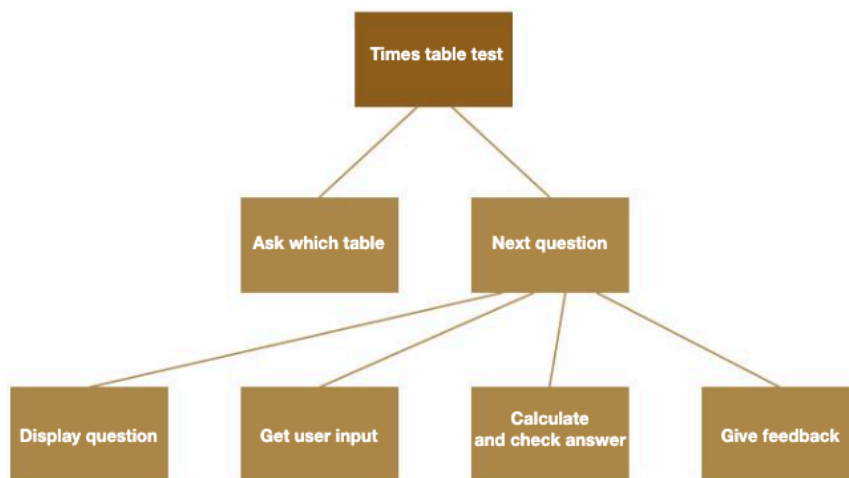 Times table test
Ask which table
Next question
Display question
Get user input
Calculate
and check answer
Give feedback